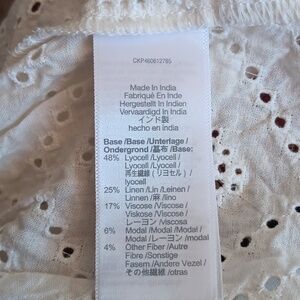 CKP460612785
Made In India
Fabriqué En Inde
Hergestellt In Indien
Vervaardigd In India
インド製
hecho en india
Base /Base /Unterlage /
Ondergrond /基布 /Base:
48% Lyocell /Lyocell /
Lyocell /Lyocell /
再生繊維 (リヨセル) /
lyocell
25% Linen /Lin /Leinen /
Linnen /麻 /lino
17% Viscose /Viscose /
Viskose /Viscose /
レーヨン /viscosa
6% Modal /Modal /Modal
/Modal /レーヨン /modal
4% Other Fiber /Autre
Fibre /Sonstige
Fasern /Andere Vezel /
その他繊維 /otras